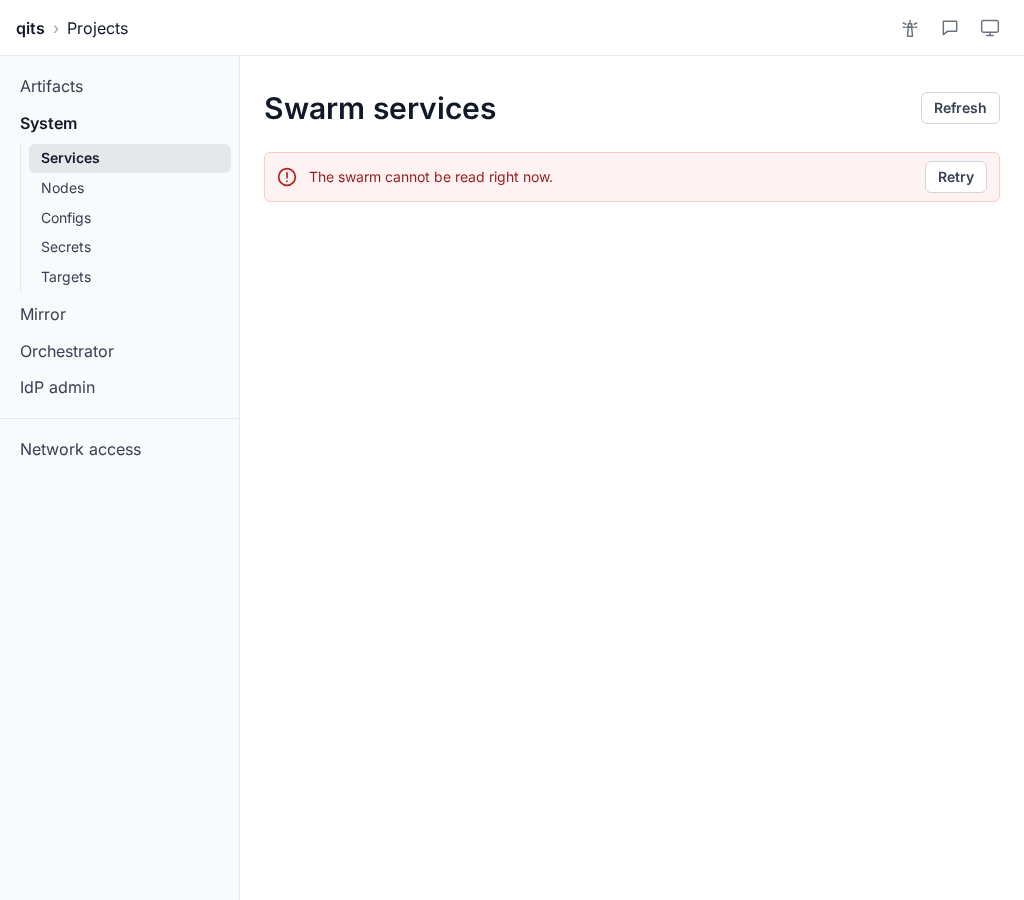 qits › Projects
Artifacts
System
Services
Nodes
Configs
Secrets
Targets
Mirror
Orchestrator
IdP admin
Network access
Swarm services
Refresh
The swarm cannot be read right now.
Retry